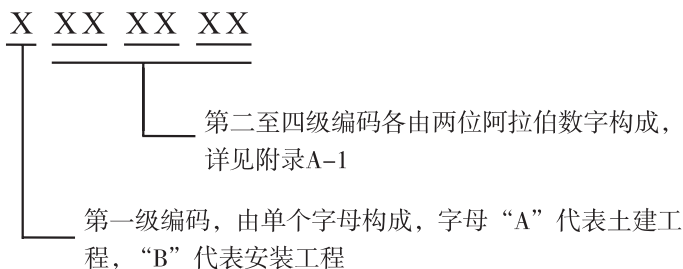 X XX XX XX
第二至四级编码各由两位阿拉伯数字构成，
详见附录A-1
第一级编码，由单个字母构成，字母“A”代表土建工
程，“B”代表安装工程